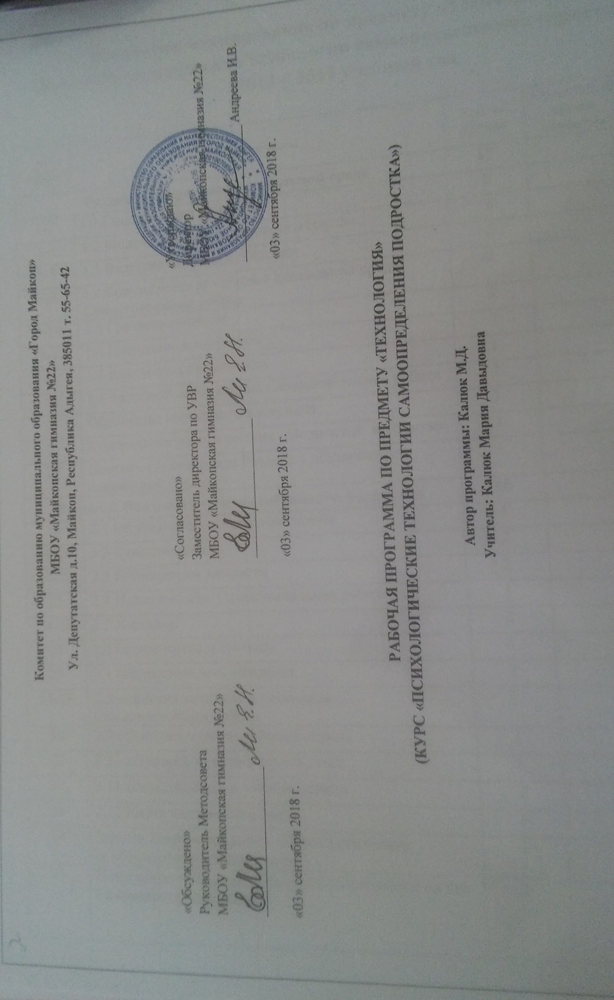 Комитет по образованию муниципального образования «Город Майкоп»
МБОУ «Майкопская гимназия №22»
Ул. Депутатская д.10, Майкоп, Республика Адыгея, 385011 т. 55-65-42
«Обсуждено»
Руководитель Методсовета
МБОУ «Майкопская гимназия №22»
Ли Е.Н.
«03» сентября 2018 г.
«Согласовано»
Заместитель директора по УВР
МБОУ «Майкопская гимназия №22»
Ли Е.Н.
«03» сентября 2018 г.
«Утверждаю»
Директор
МБОУ «Майкопская гимназия №22»
Андреева И.В.
«03» сентября 2018 г.
РАБОЧАЯ ПРОГРАММА ПО ПРЕДМЕТУ «ТЕХНОЛОГИЯ»
(КУРС «ПСИХОЛОГИЧЕСКИЕ ТЕХНОЛОГИИ САМООПРЕДЕЛЕНИЯ ПОДРОСТКА»)
Автор программы: Калюк М.Д.
Учитель: Калюк Мария Давыдовна